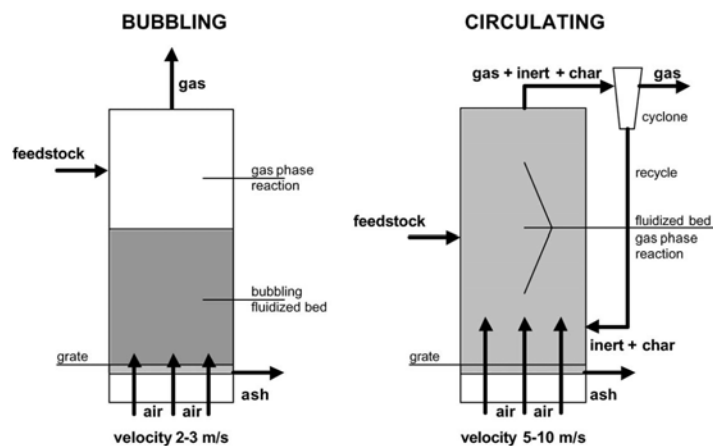 BUBBLING
gas
feedstock
gas phase
reaction
bubbling
fluidized bed
grate
ash
air air
velocity 2-3 m/s
CIRCULATING
gas + inert + char
gas
cyclone
recycle
feedstock
fluidized bed
gas phase
reaction
inert + char
grate
ash
air air
velocity 5-10 m/s